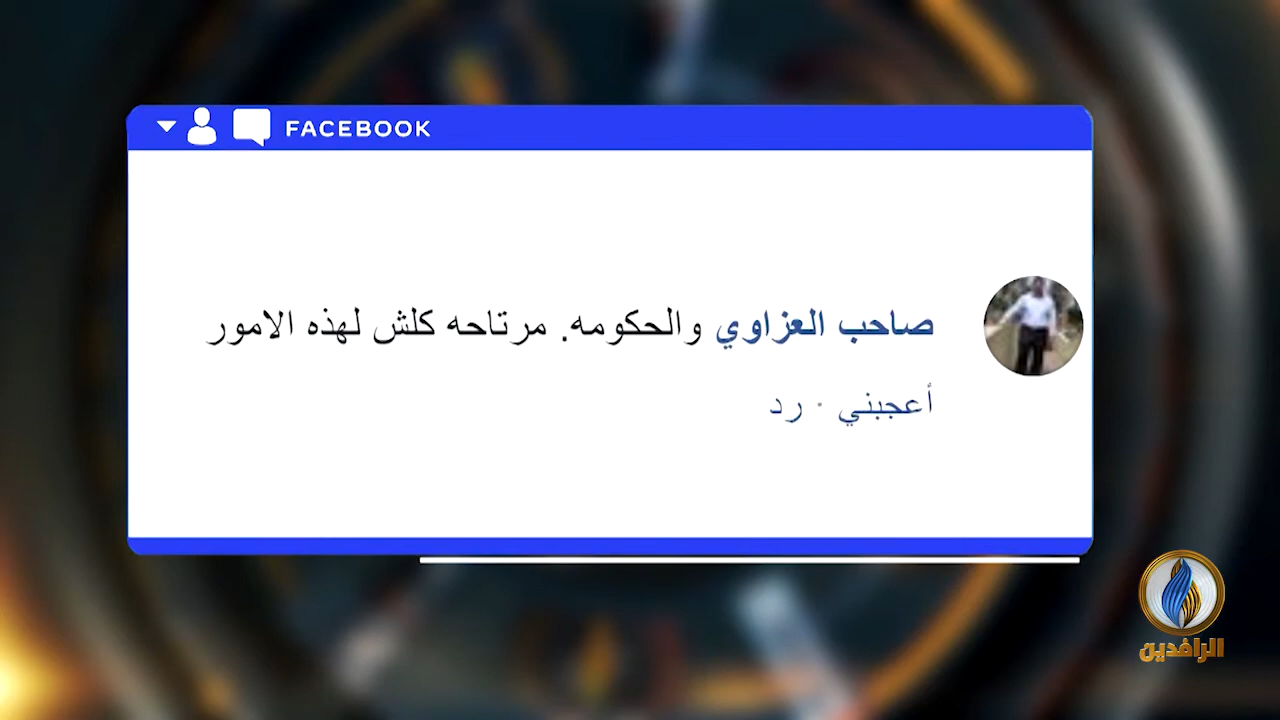 FACEBOOK
صاحب العزاوي والحكومه. مرتاحه كلش لهذه الامور
أعجبني · رد
الرافدين